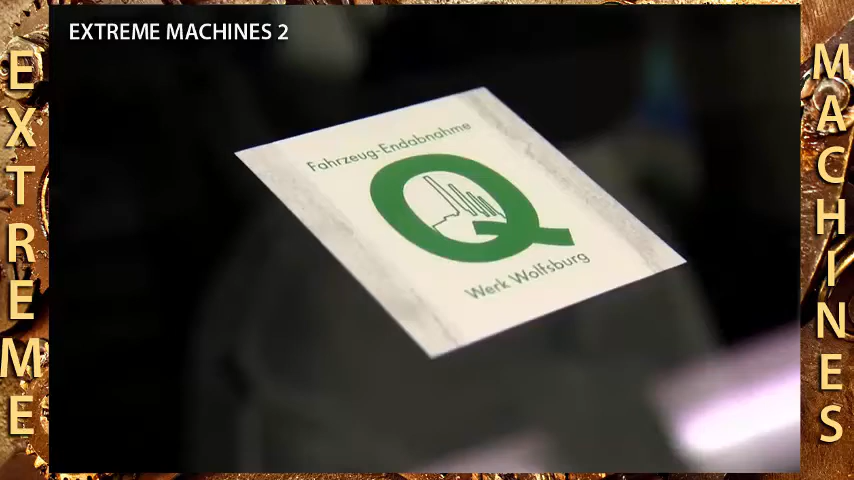 EXTREME MACHINES 2
EXTREME
MACHINES
Fahrzeug-Endabnahme
Q
Werk Wolfsburg